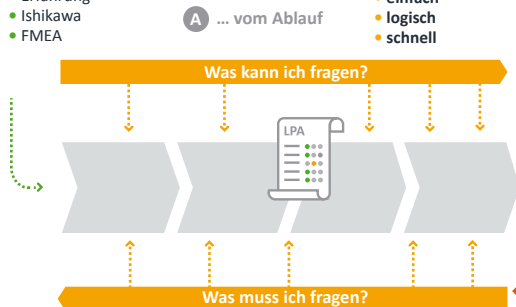 • Ishikawa
• FMEA
A ... vom Ablauf
• logisch
• schnell
Was kann ich fragen?
LPA
Was muss ich fragen?